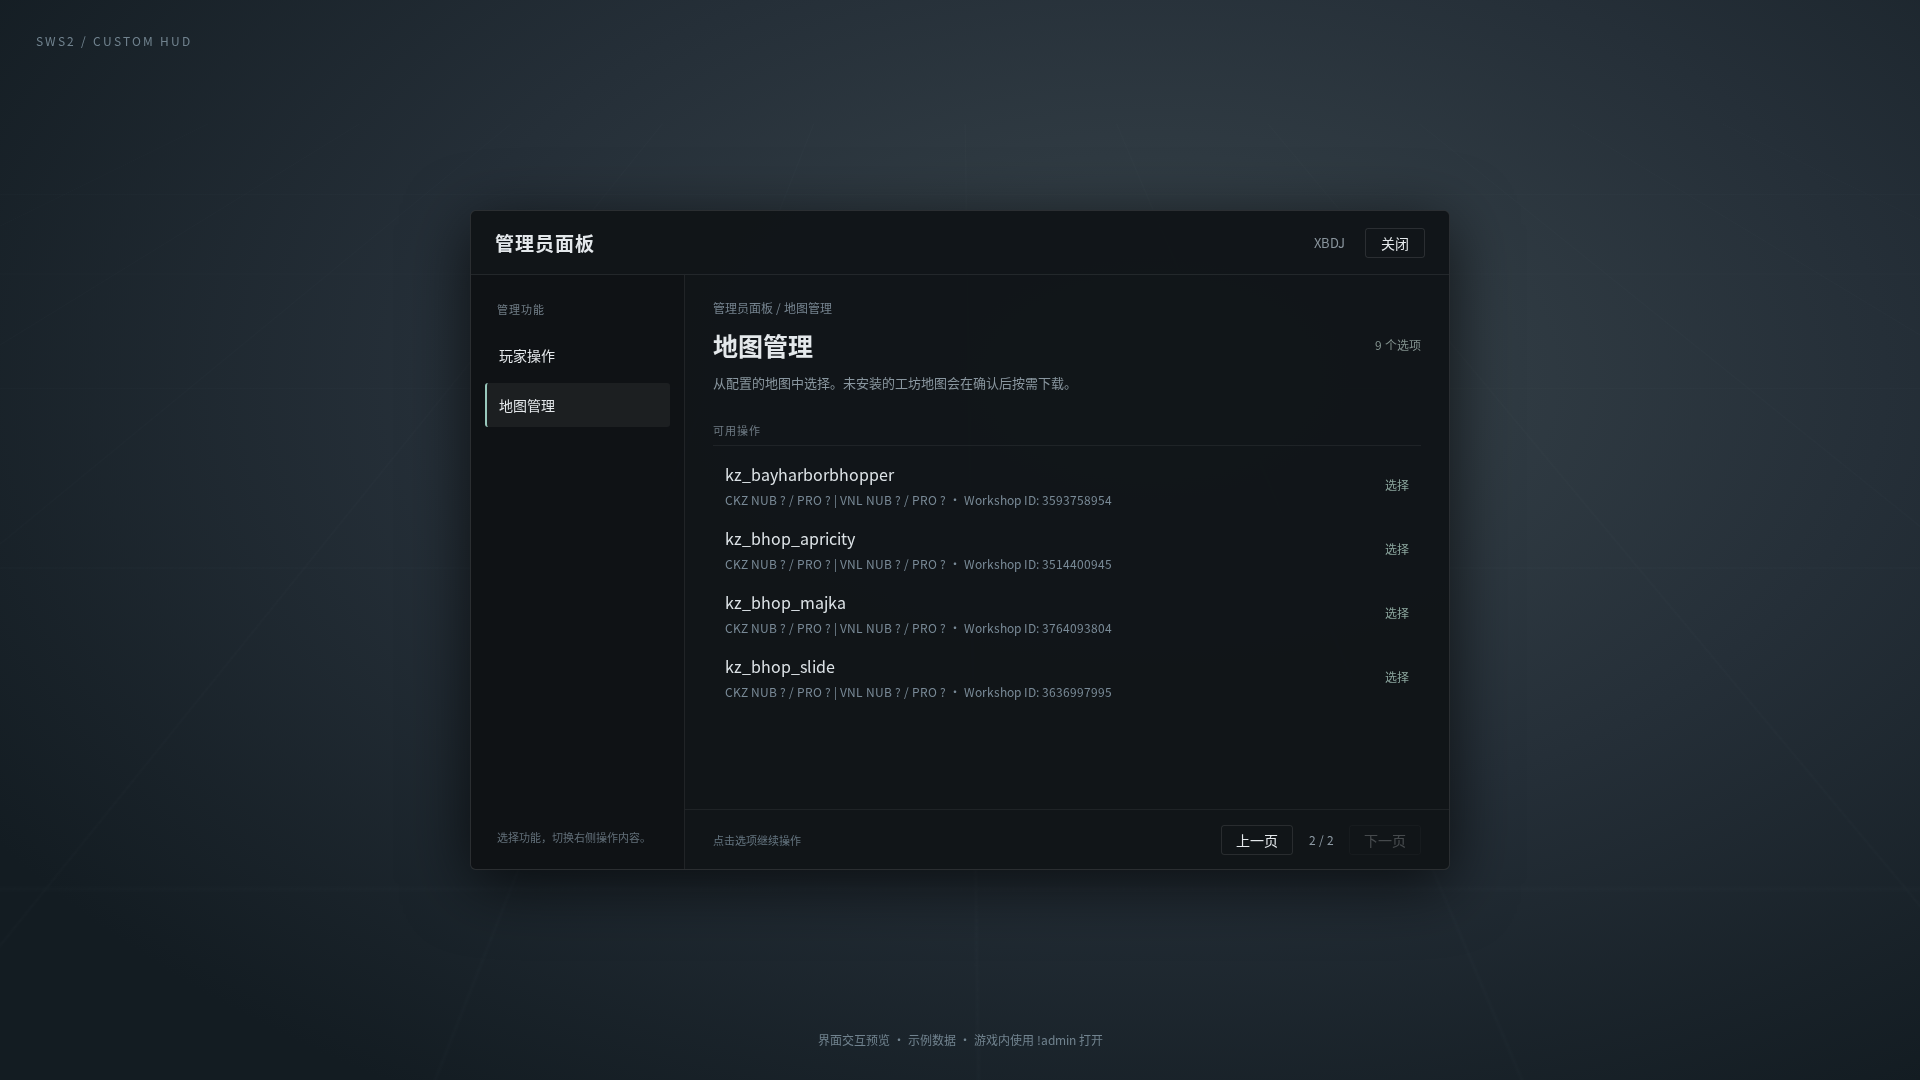 SWS2 / CUSTOM HUD
管理员面板
XBDJ
关闭
管理功能
玩家操作
地图管理
选择功能，切换右侧操作内容。
管理员面板 / 地图管理
地图管理
9 个选项
从配置的地图中选择。未安装的工坊地图会在确认后按需下载。
可用操作
kz_bayharborbhopper
CKZ NUB ? / PRO ? | VNL NUB ? / PRO ? · Workshop ID: 3593758954
选择
kz_bhop_apricity
CKZ NUB ? / PRO ? | VNL NUB ? / PRO ? · Workshop ID: 3514400945
选择
kz_bhop_majka
CKZ NUB ? / PRO ? | VNL NUB ? / PRO ? · Workshop ID: 3764093804
选择
kz_bhop_slide
CKZ NUB ? / PRO ? | VNL NUB ? / PRO ? · Workshop ID: 3636997995
选择
点击选项继续操作
上一页
2 / 2
下一页
界面交互预览 · 示例数据 · 游戏内使用 !admin 打开